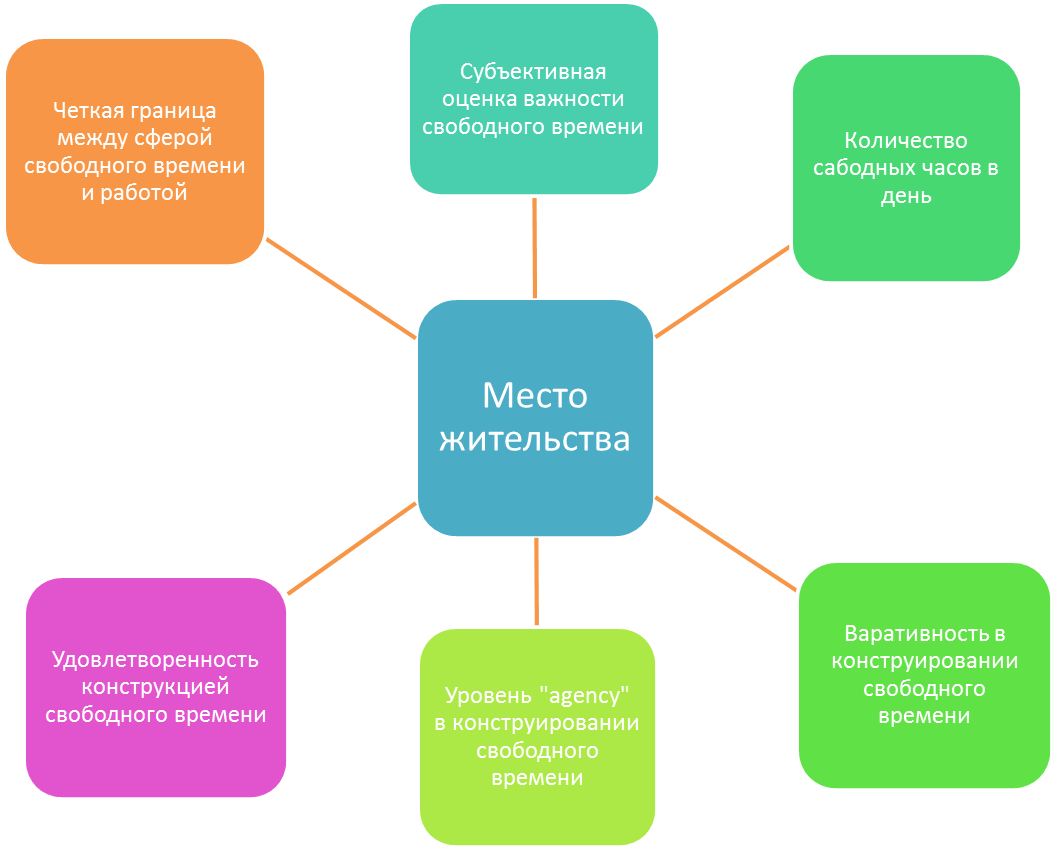 Четкая граница
между сферой
свободного времени
и работой
Субъективная
оценка важности
свободного времени
Количество
сабодных часов в
день
Место
жительства
Удовлетворенность
конструкцией
свободного времени
Уровень "agency"
в конструировании
свободного
времени
Варативность в
конструировании
свободного
времени